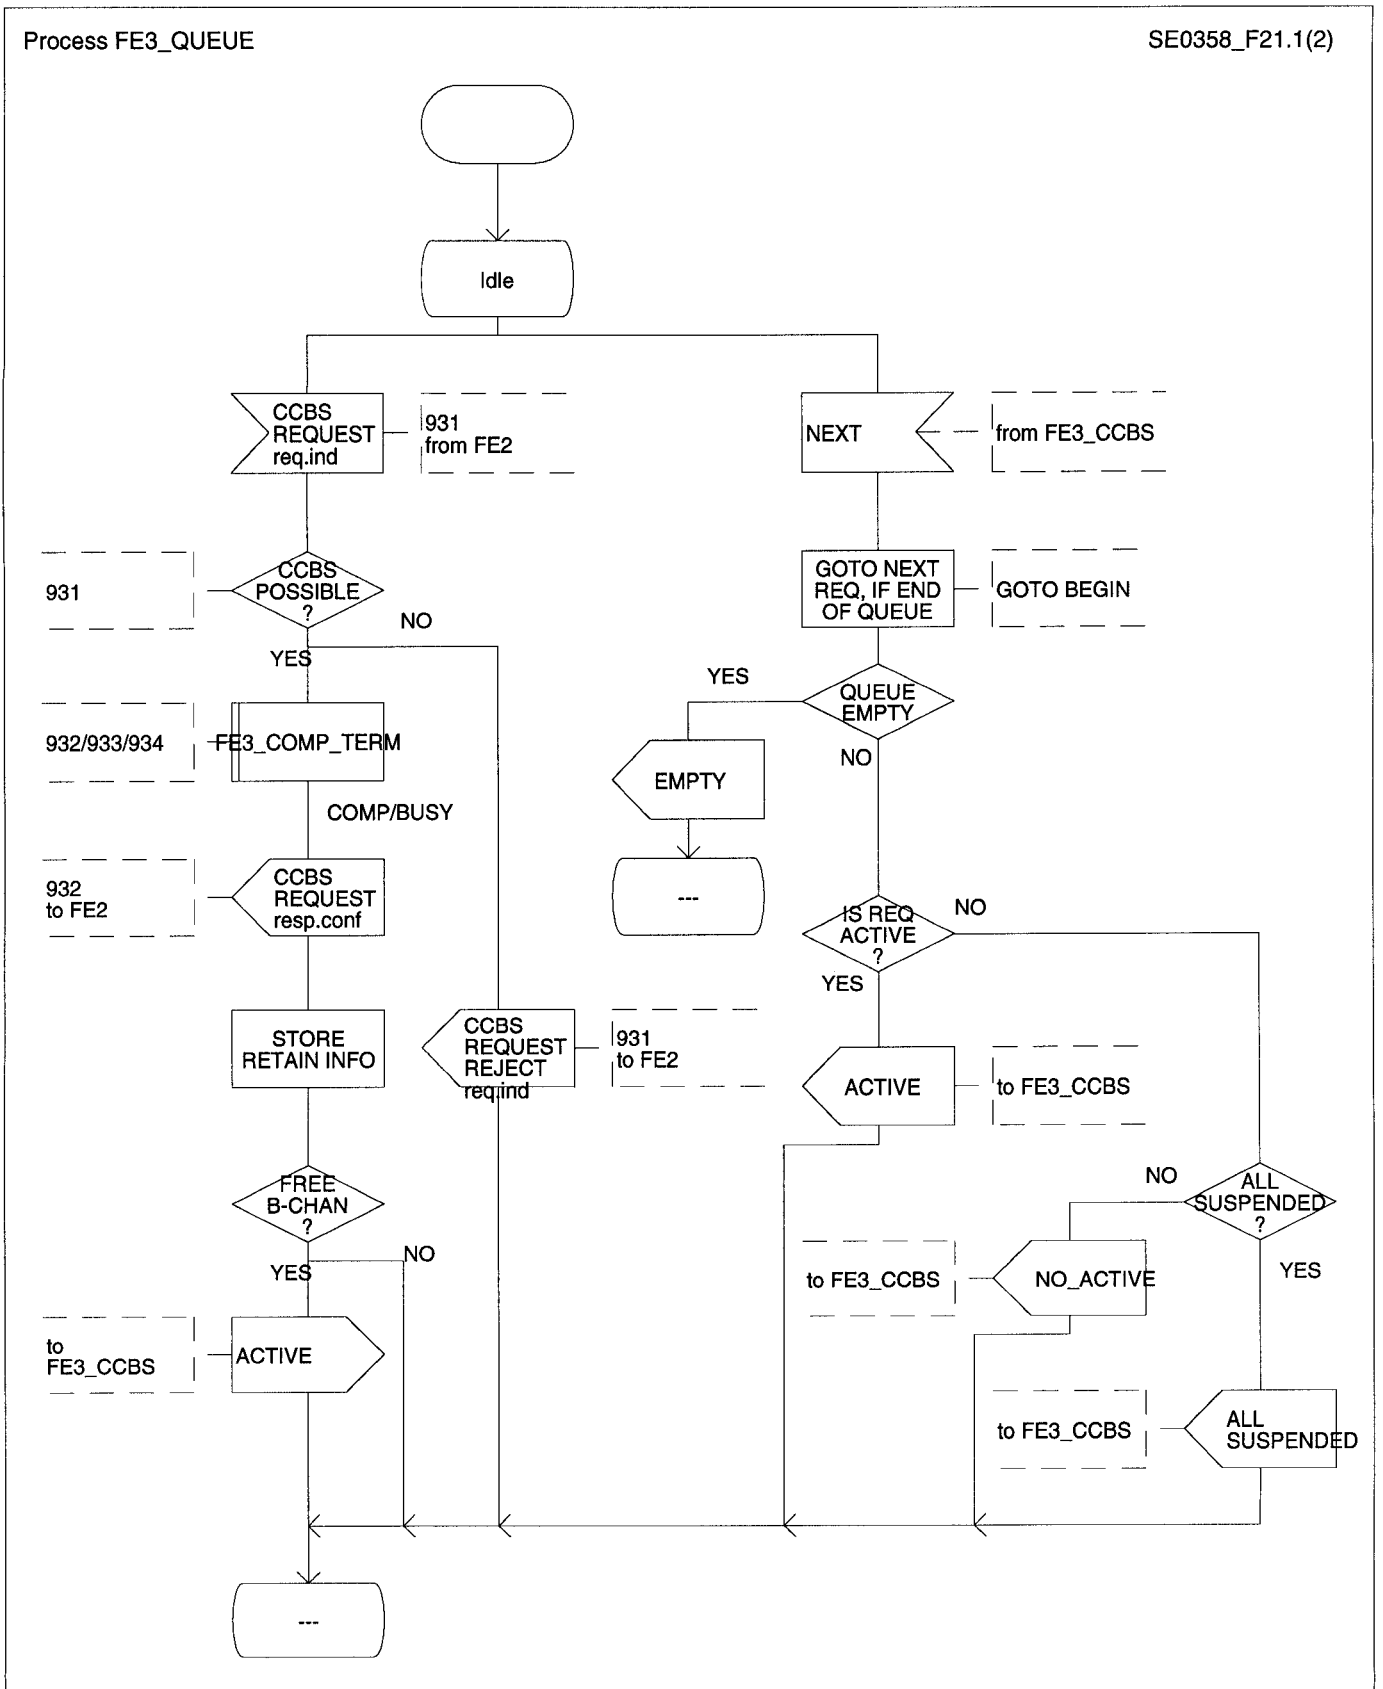 Process FE3_QUEUE
SE0358_F21.1(2)
Idle
CCBS
REQUEST
req.ind
931
from FE2
NEXT
from FE3_CCBS
931
CCBS
POSSIBLE
?
NO
YES
GOTO NEXT
REQ, IF END
OF QUEUE
GOTO BEGIN
YES
QUEUE
EMPTY
NO
932/933/934
FE3_COMP_TERM
EMPTY
COMP/BUSY
932
to FE2
CCBS
REQUEST
resp.conf
---
IS REQ
ACTIVE
?
NO
YES
STORE
RETAIN INFO
CCBS
REQUEST
REJECT
req.ind
931
to FE2
ACTIVE
to FE3_CCBS
FREE
B-CHAN
?
NO
YES
NO
ALL
SUSPENDED
?
YES
to FE3_CCBS
NO_ACTIVE
to
FE3_CCBS
ACTIVE
to FE3_CCBS
ALL
SUSPENDED
---